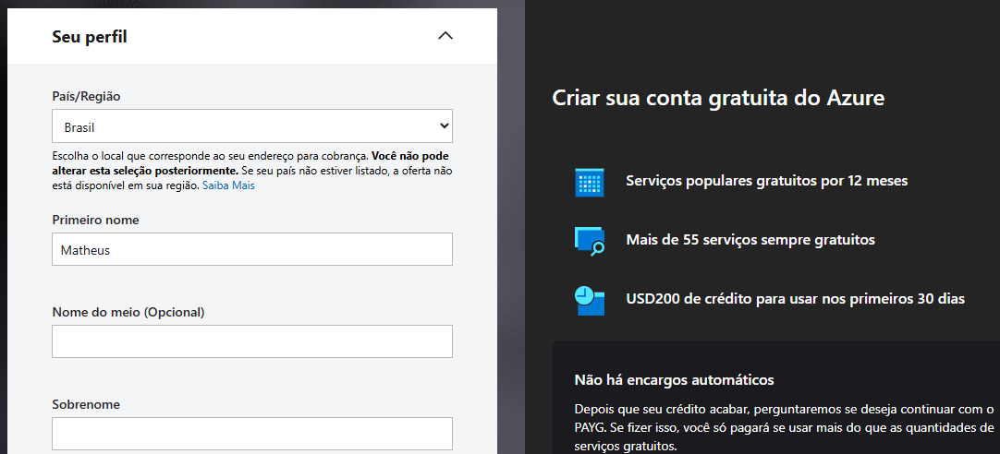 Seu perfil
País/Região
Brasil
Escolha o local que corresponde ao seu endereço para cobrança. Você não pode
alterar esta seleção posteriormente. Se seu país não estiver listado, a oferta não
está disponível em sua região. Saiba Mais
Primeiro nome
Matheus
Nome do meio (Opcional)
Sobrenome
Criar sua conta gratuita do Azure
Serviços populares gratuitos por 12 meses
Mais de 55 serviços sempre gratuitos
USD200 de crédito para usar nos primeiros 30 dias
Não há encargos automáticos
Depois que seu crédito acabar, perguntaremos se deseja continuar com o
PAYG. Se fizer isso, você só pagará se usar mais do que as quantidades de
serviços gratuitos.